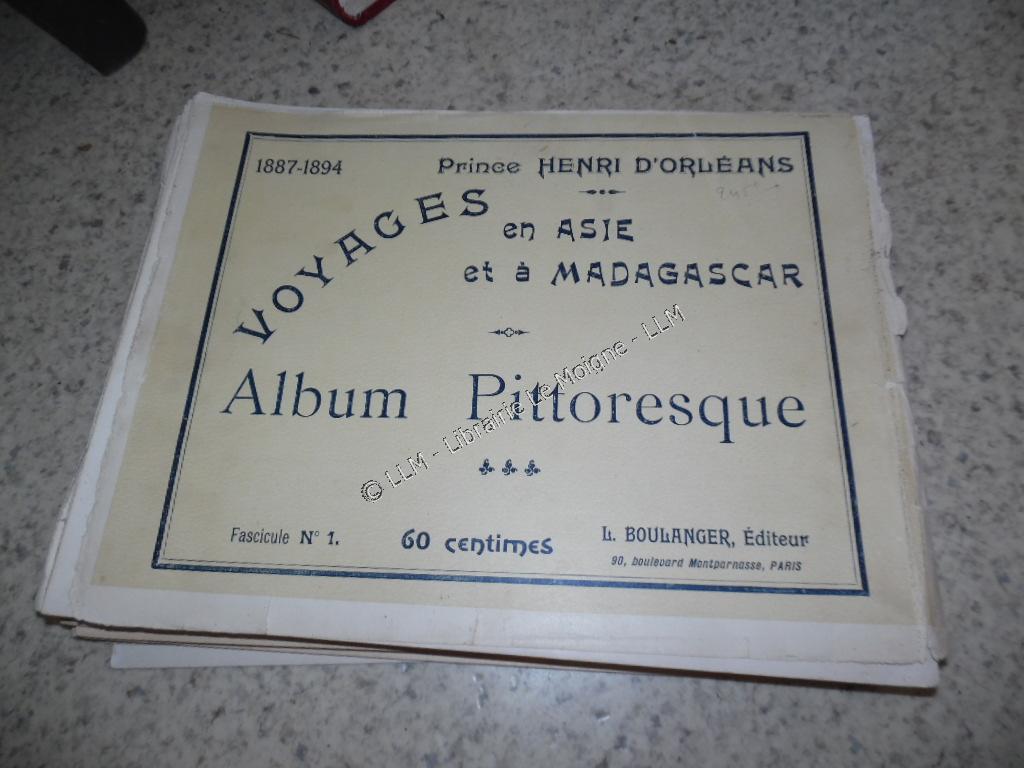 1887-1894
Prince HENRI D'ORLÉANS
VOYAGES
en ASIE
et à MADAGASCAR
Album Pittoresque
Fascicule Nº 1.
60 centimes
L. BOULANGER, Éditeur
90, boulevard Montparnasse, PARIS
© LLM - Librairie Le Moigne - LLM